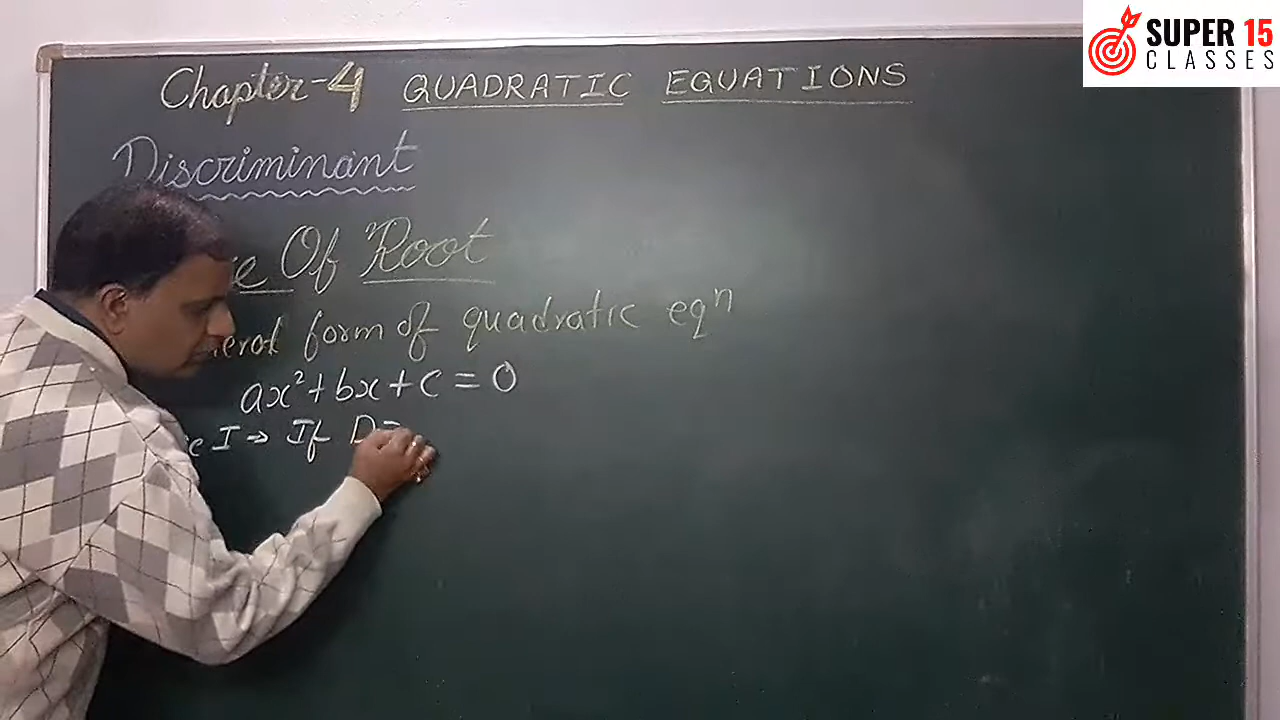 SUPER 15
CLASSES
Chapter-4 QUADRATIC EQUATIONS
Discriminant
Of Root
form of quadratic eqⁿ
ax² + bx + c = 0
I → If D